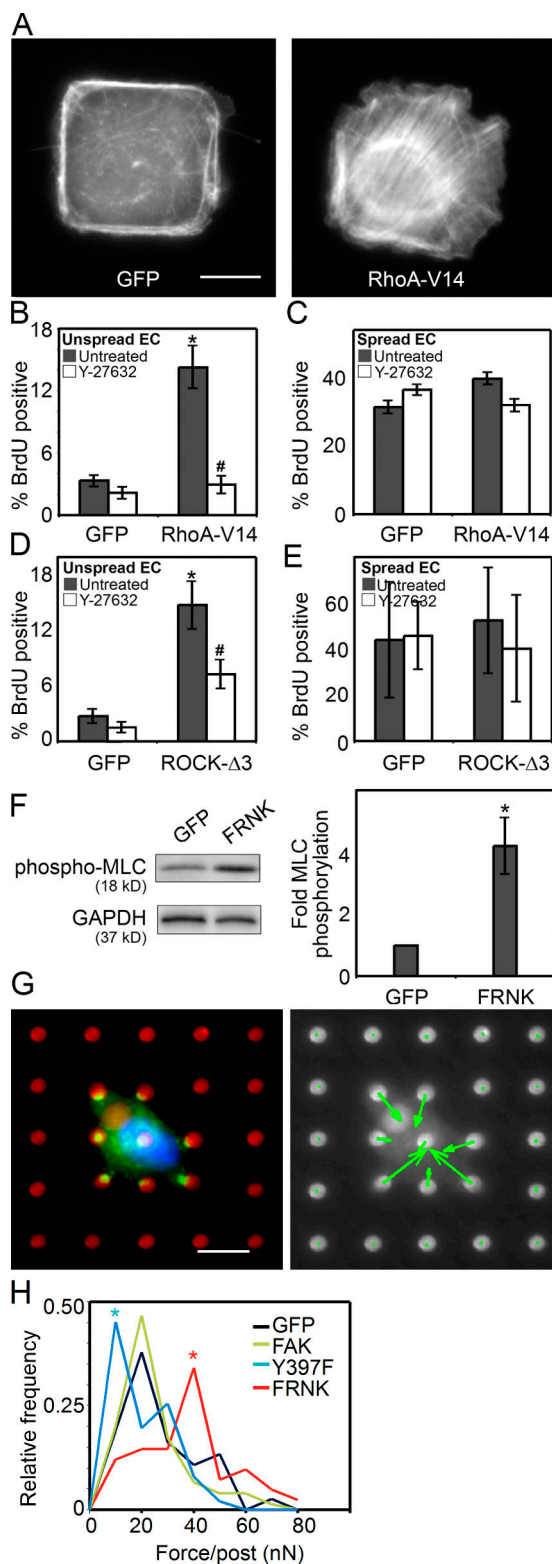 A
GFP
RhoA-V14
B
18
12
6
0
% BrdU positive
Unspread EC
Untreated
Y-27632
*
#
GFP RhoA-V14
C
40
20
0
% BrdU positive
Spread EC
Untreated
Y-27632
GFP RhoA-V14
D
18
12
6
0
% BrdU positive
Unspread EC
Untreated
Y-27632
*
#
GFP ROCK-Δ3
E
60
40
20
0
% BrdU positive
Spread EC
Untreated
Y-27632
GFP ROCK-Δ3
F
GFP FRNK
phospho-MLC
(18 kD)
GAPDH
(37 kD)
Fold MLC
phosphorylation
4
2
0
*
GFP FRNK
G
H
0.50
0.25
0
Relative frequency
*
*
GFP
FAK
Y397F
FRNK
0 20 40 60 80
Force/post (nN)